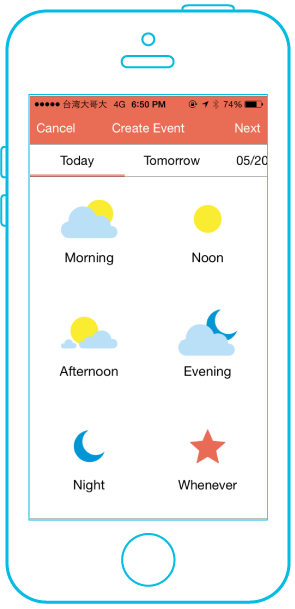 台湾大哥大 4G 6:50 PM 74%
Cancel Create Event Next
Today Tomorrow 05/20
Morning Noon
Afternoon Evening
Night Whenever